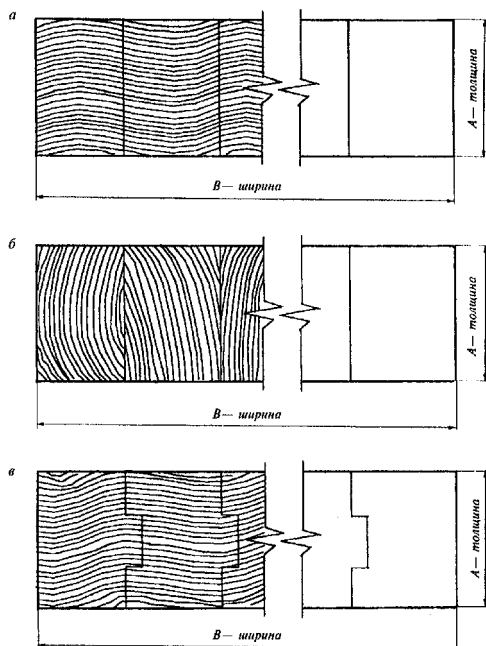 а
А — толщина
В — ширина
б
А — толщина
В — ширина
в
А — толщина
В — ширина